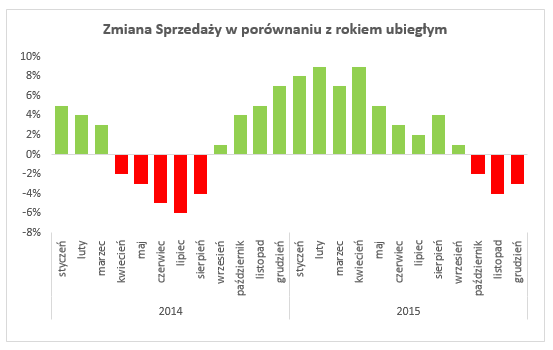 Zmiana Sprzedaży w porównaniu z rokiem ubiegłym
10%
8%
6%
4%
2%
0%
-2%
-4%
-6%
-8%
styczeń
luty
marzec
kwiecień
maj
czerwiec
lipiec
sierpień
wrzesień
październik
listopad
grudzień
styczeń
luty
marzec
kwiecień
maj
czerwiec
lipiec
sierpień
wrzesień
październik
listopad
grudzień
2014
2015